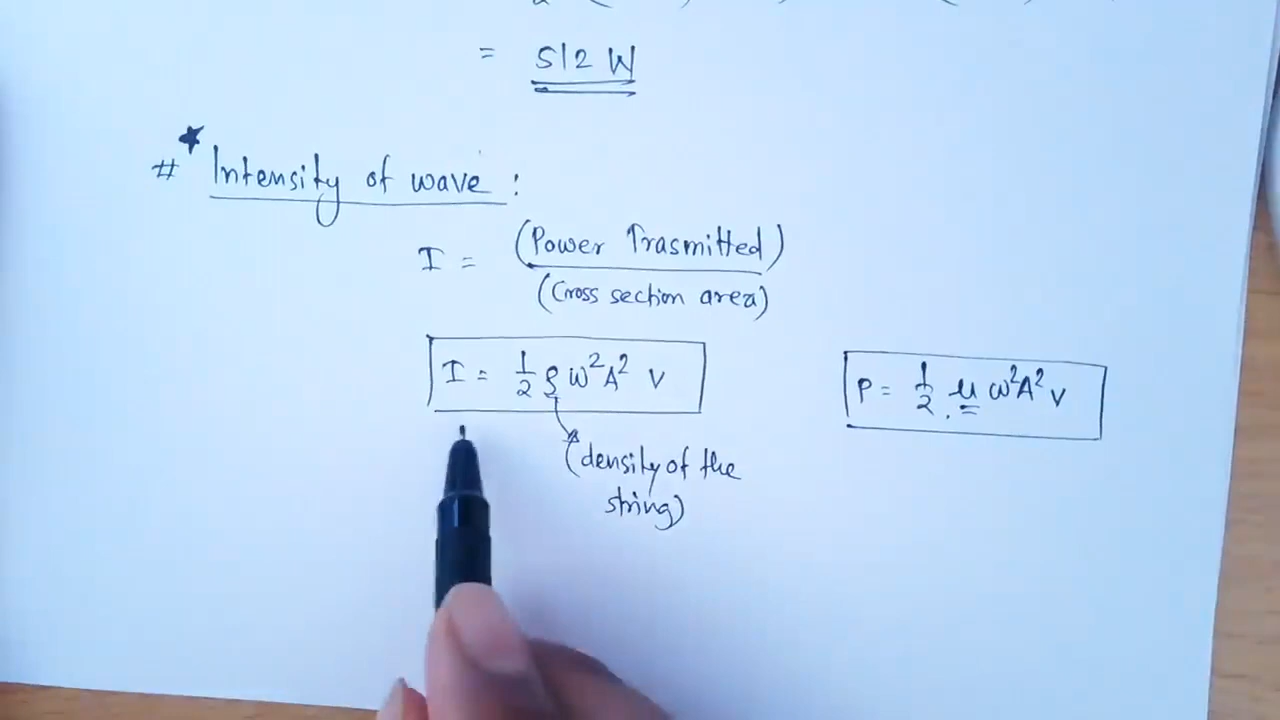 = 512 W
# ★ Intensity of wave :
I = (Power Trasmitted)
(Cross section area)
I = 1/2 ρ ω²A² v
P = 1/2 μ ω²A² v
(density of the
string)